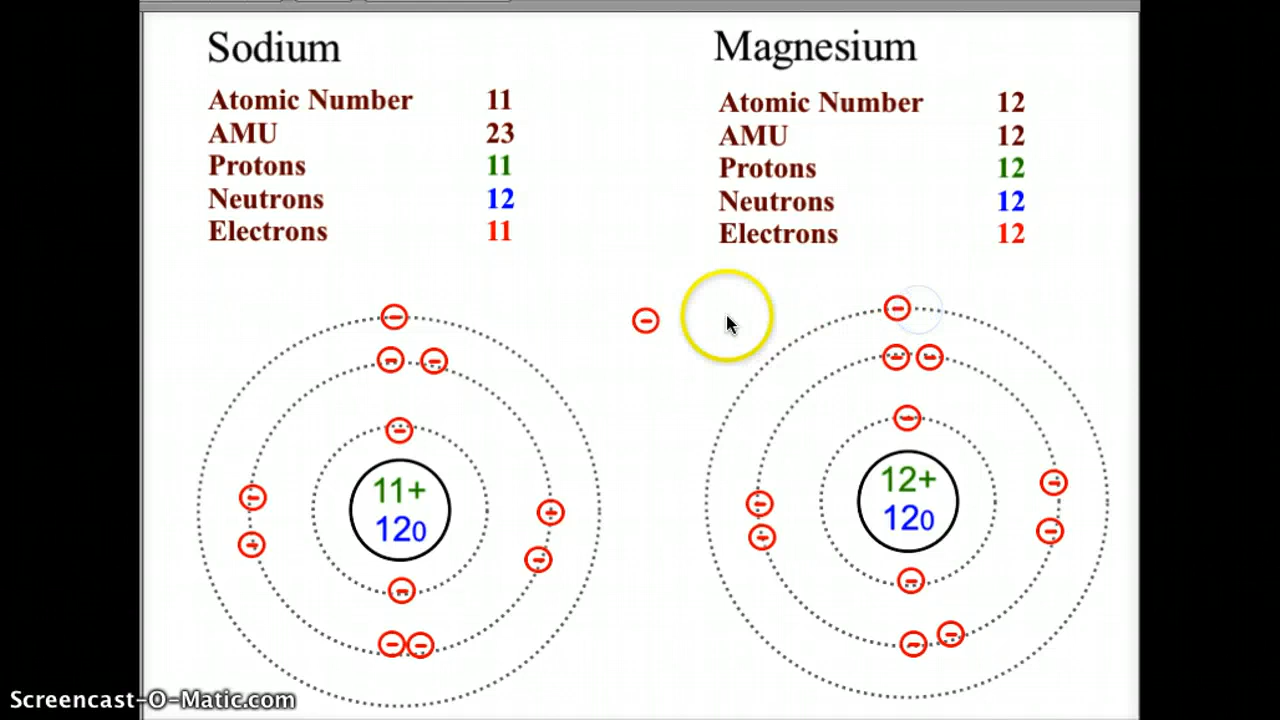 Sodium
Atomic Number 11
AMU 23
Protons 11
Neutrons 12
Electrons 11
Magnesium
Atomic Number 12
AMU 12
Protons 12
Neutrons 12
Electrons 12
11+
120
12+
120
Screencast-O-Matic.com